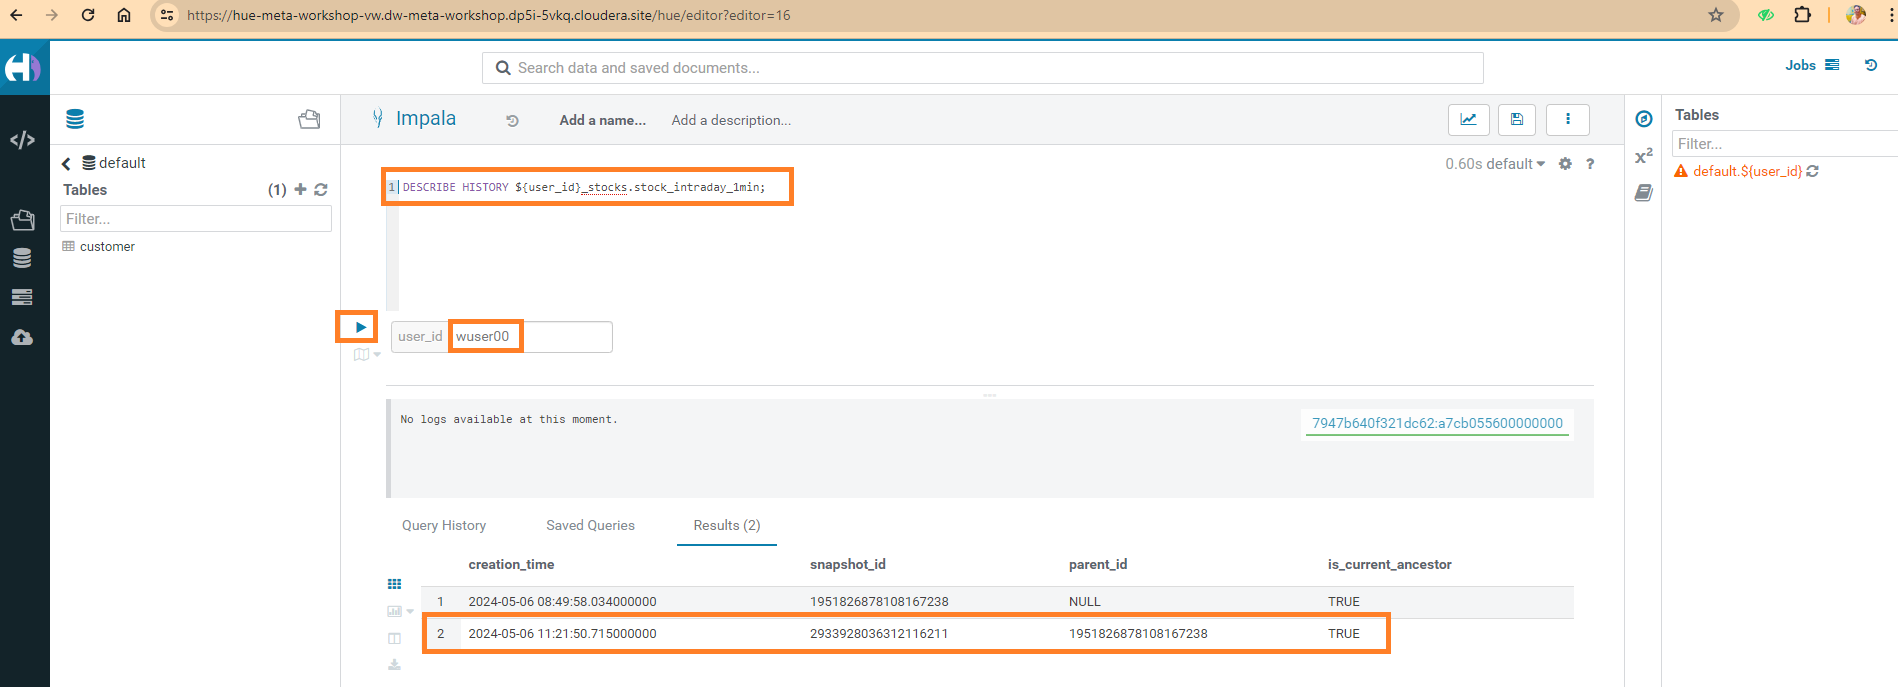 https://hue-meta-workshop-vw.dw-meta-workshop.dp5i-5vkq.cloudera.site/hue/editor?editor=16
Search data and saved documents...
Jobs
Impala
Add a name...
Add a description...
Tables
Filter...
default.${user_id}
default
Tables (1)
Filter...
customer
0.60s default
?
x²
1 DESCRIBE HISTORY ${user_id}_stocks.stock_intraday_1min;
user_id wuser00
No logs available at this moment.
7947b640f321dc62:a7cb055600000000
Query History Saved Queries Results (2)
creation_time snapshot_id parent_id is_current_ancestor
1 2024-05-06 08:49:58.034000000 1951826878108167238 NULL TRUE
2 2024-05-06 11:21:50.715000000 2933928036312116211 1951826878108167238 TRUE